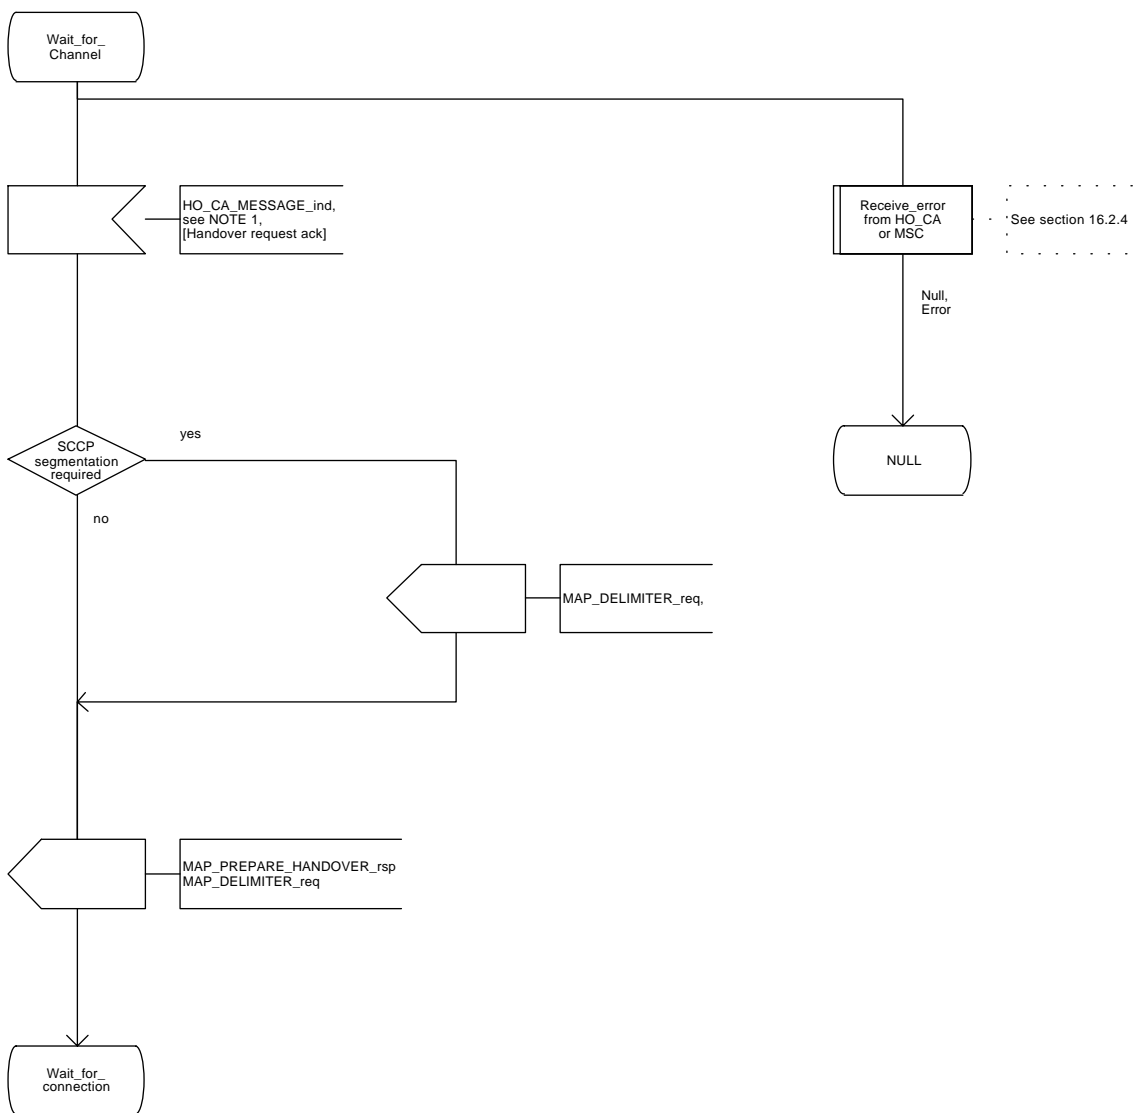 Wait_for_
Channel
HO_CA_MESSAGE_ind,
see NOTE 1,
[Handover request ack]
Receive_error
from HO_CA
or MSC
See section 16.2.4
Null,
Error
SCCP
segmentation
required
yes
NULL
no
MAP_DELIMITER_req,
MAP_PREPARE_HANDOVER_rsp
MAP_DELIMITER_req
Wait_for_
connection